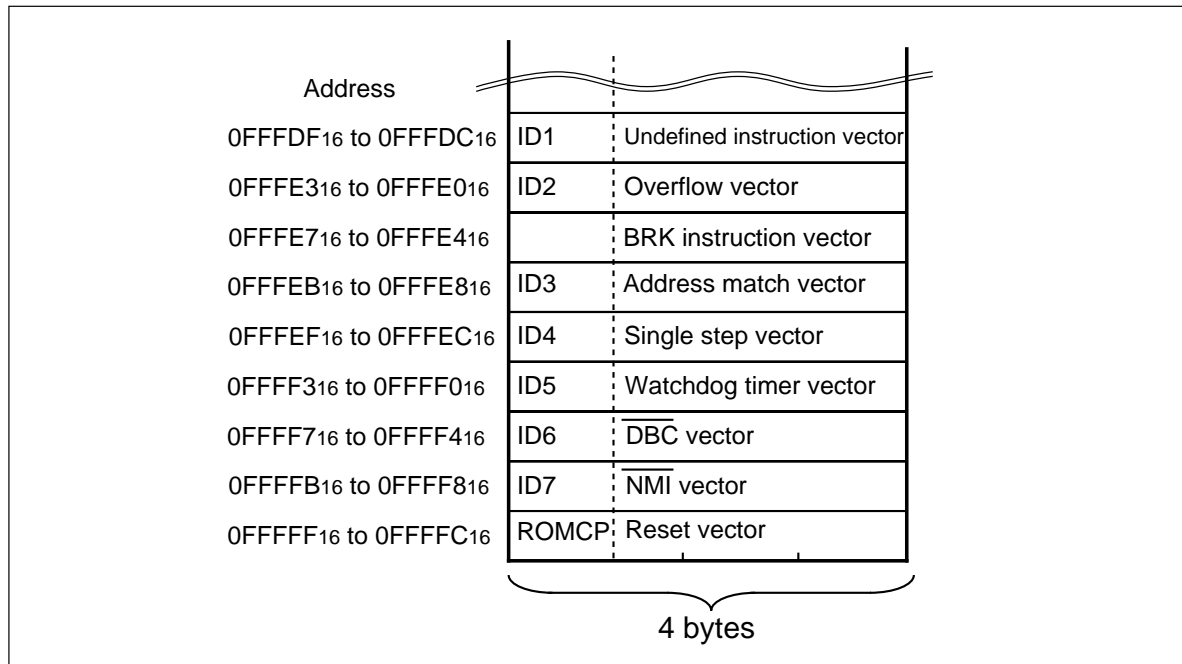 Address
0FFFDF16 to 0FFFDC16 ID1 Undefined instruction vector
0FFFE316 to 0FFFE016 ID2 Overflow vector
0FFFE716 to 0FFFE416 BRK instruction vector
0FFFEB16 to 0FFFE816 ID3 Address match vector
0FFFEF16 to 0FFFEC16 ID4 Single step vector
0FFFF316 to 0FFFF016 ID5 Watchdog timer vector
0FFFF716 to 0FFFF416 ID6 D̅B̅C̅ vector
0FFFFB16 to 0FFFF816 ID7 N̅M̅I̅ vector
0FFFFF16 to 0FFFFC16 ROMCP Reset vector
4 bytes